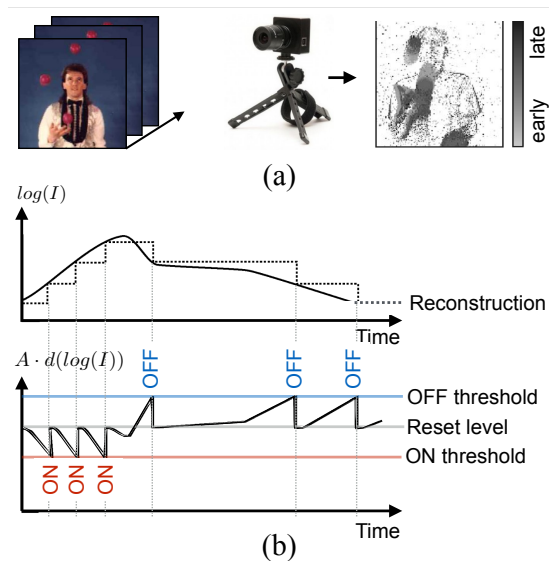 late
early
(a)
log(I)
Reconstruction
Time
A · d(log(I))
OFF
OFF
OFF
OFF threshold
Reset level
ON threshold
ON
ON
ON
Time
(b)